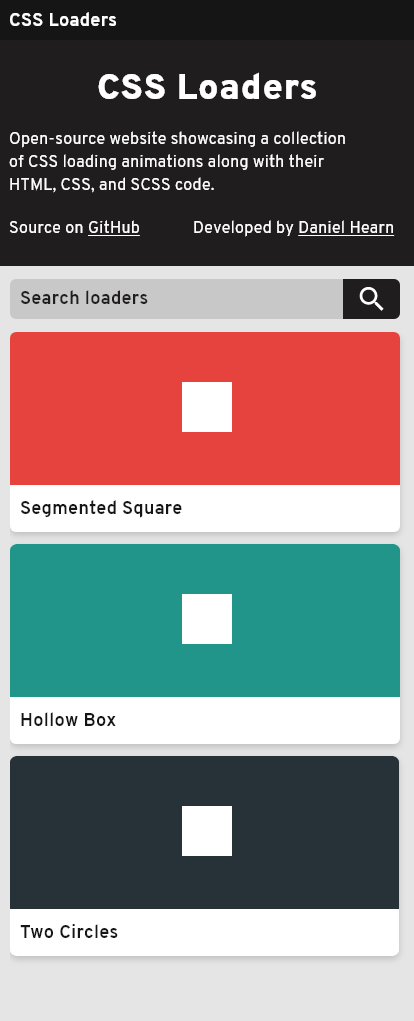 CSS Loaders
CSS Loaders
Open-source website showcasing a collection
of CSS loading animations along with their
HTML, CSS, and SCSS code.
Source on GitHub Developed by Daniel Hearn
Search loaders
Segmented Square
Hollow Box
Two Circles